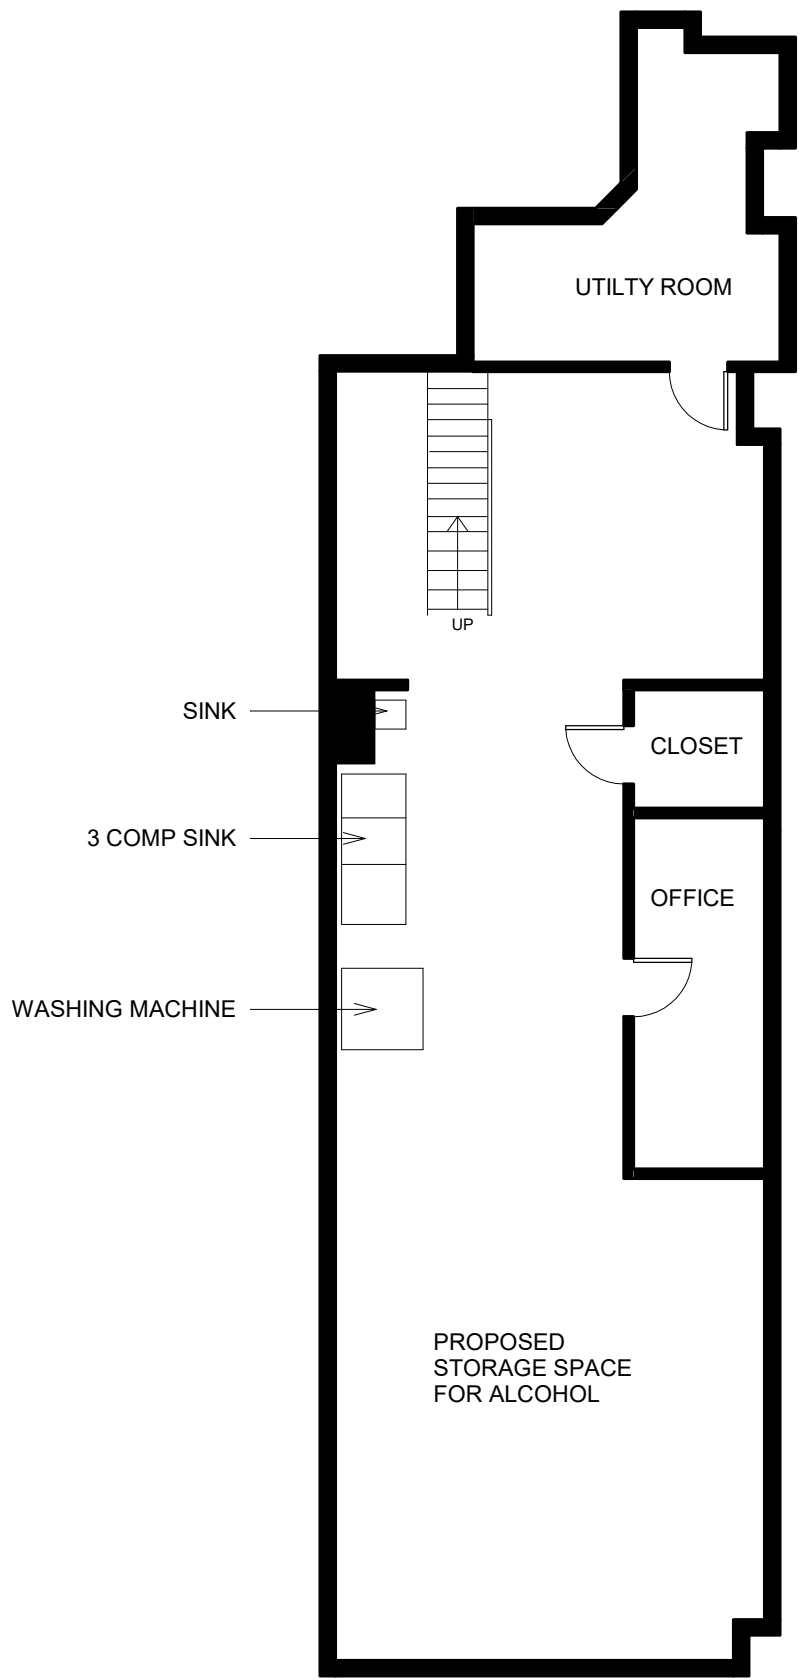 UTILTY ROOM
UP
SINK
CLOSET
3 COMP SINK
OFFICE
WASHING MACHINE
PROPOSED
STORAGE SPACE
FOR ALCOHOL